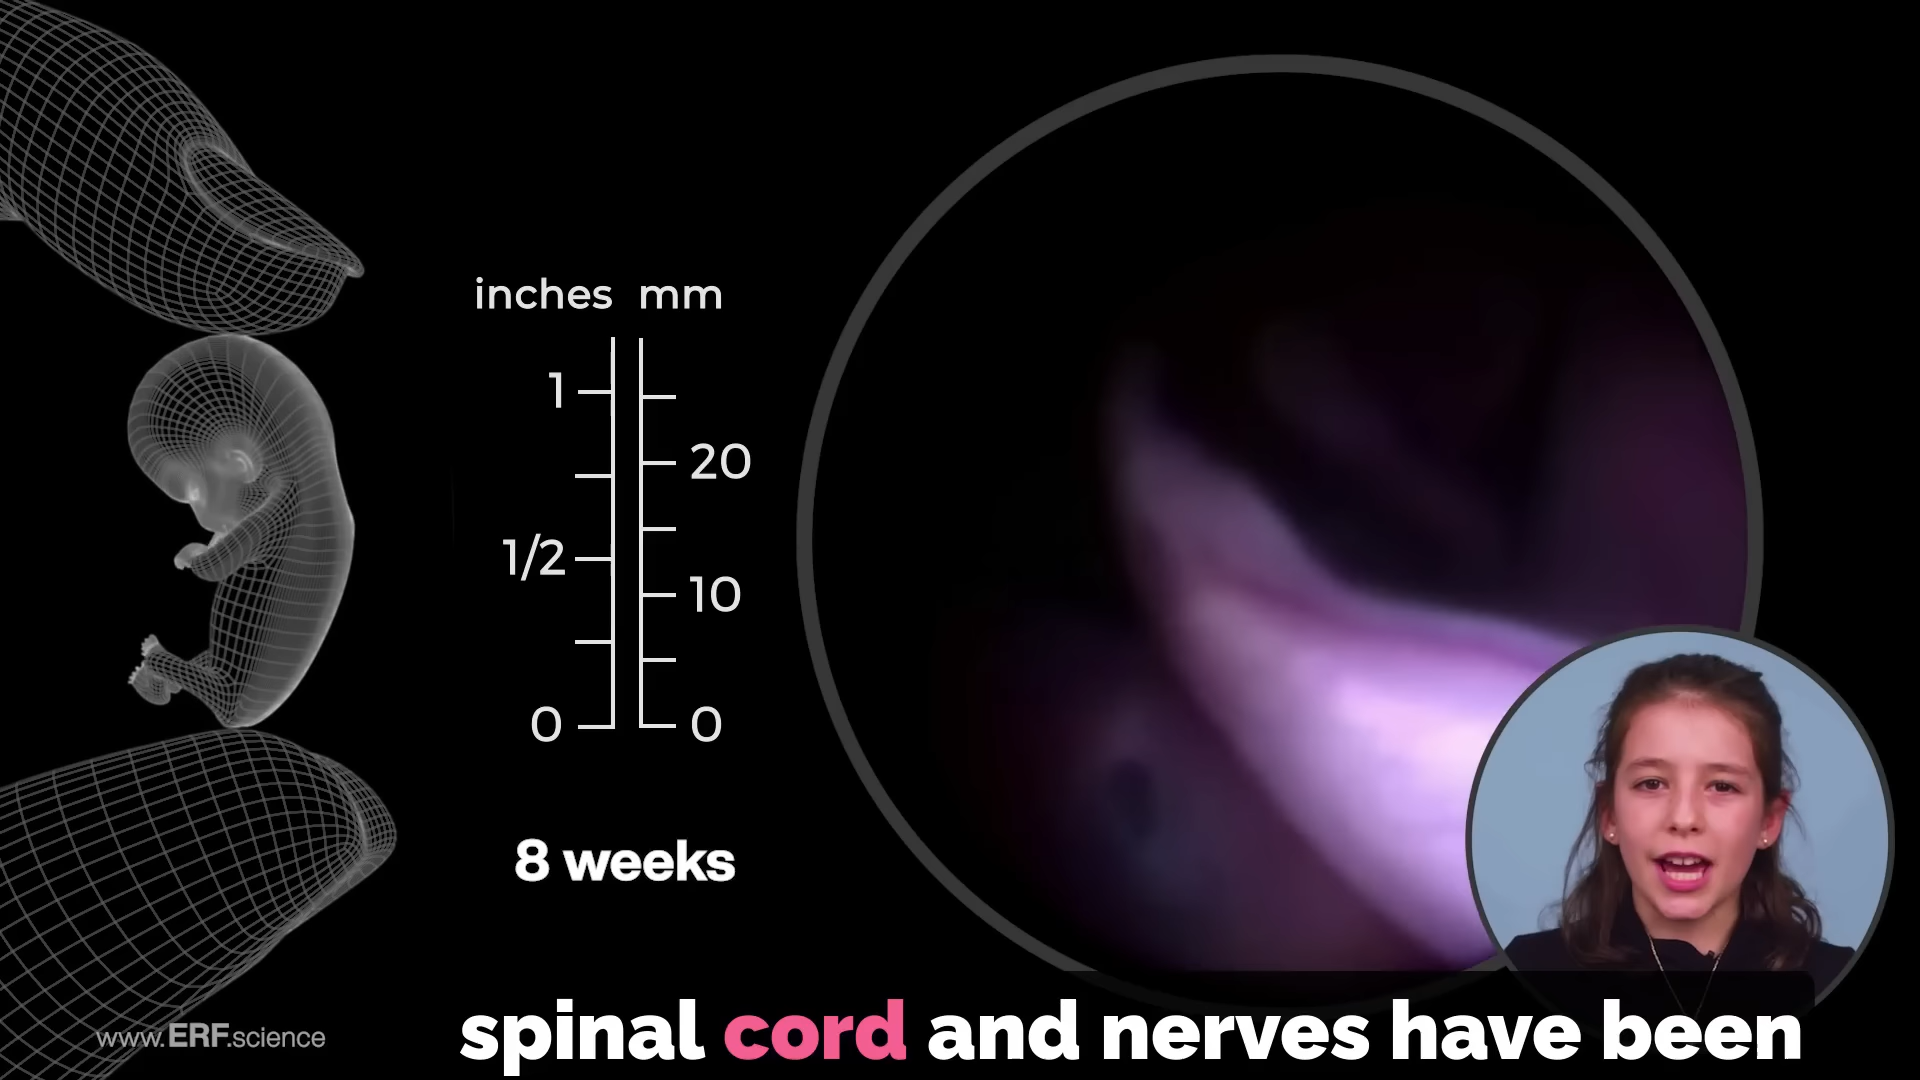 inches mm
1
20
1/2
10
0 0
8 weeks
www.ERF.science
spinal cord and nerves have been